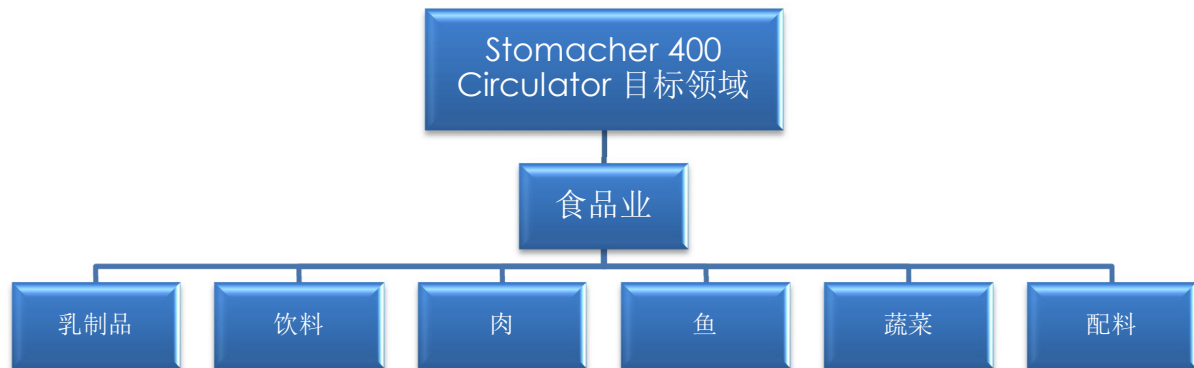 Stomacher 400
Circulator 目标领域
食品业
乳制品
饮料
肉
鱼
蔬菜
配料